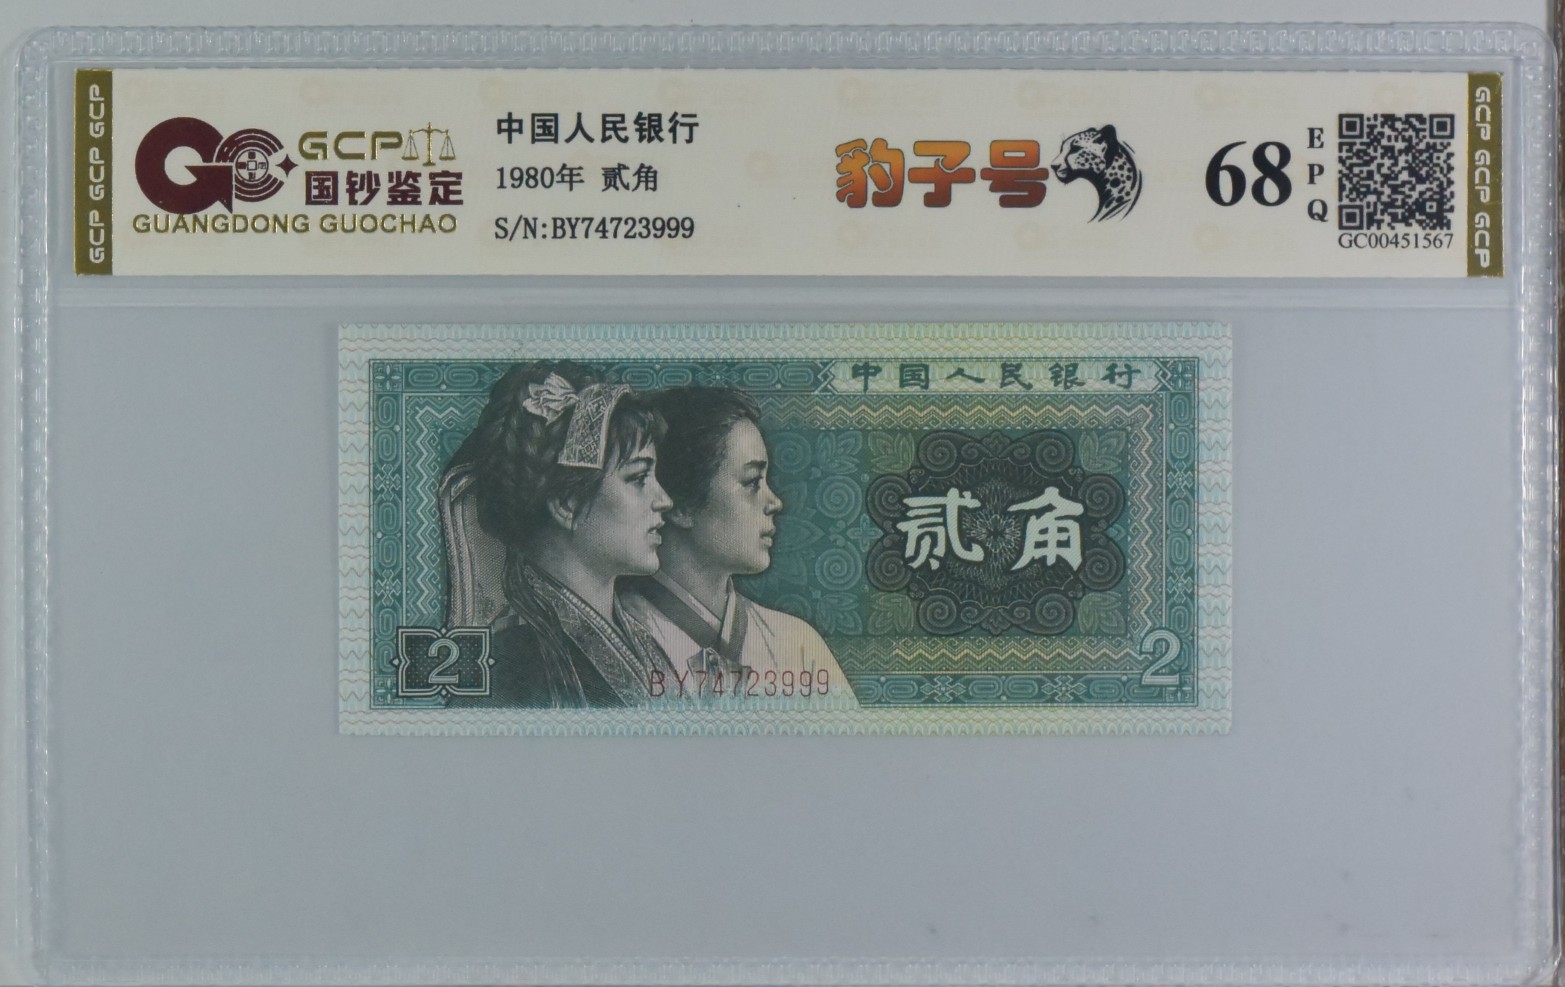 GCP GCP GCP
GCP
国钞鉴定
GUANGDONG GUOCHAO
中国人民银行
1980年 贰角
S/N:BY74723999
豹子号
68
EPQ
GC00451567
GCP GCP GCP
中国人民银行
贰角
2
2
BY74723999